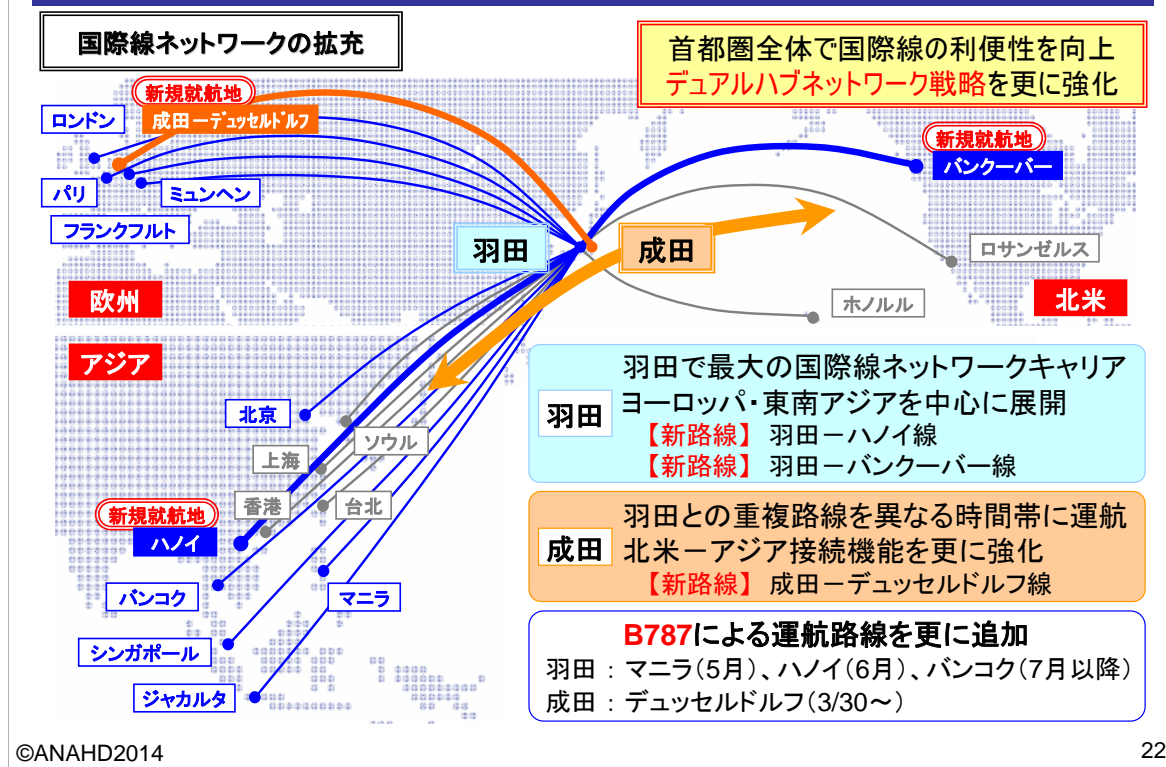 国際線ネットワークの拡充
首都圏全体で国際線の利便性を向上
デュアルハブネットワーク戦略を更に強化
新規就航地
成田ーデュッセルドルフ
ロンドン
パリ
ミュンヘン
フランクフルト
新規就航地
バンクーバー
羽田
成田
ロサンゼルス
ホノルル
欧州
北米
アジア
北京
ソウル
上海
香港
台北
新規就航地
ハノイ
バンコク
マニラ
シンガポール
ジャカルタ
羽田
羽田で最大の国際線ネットワークキャリア
ヨーロッパ・東南アジアを中心に展開
【新路線】 羽田－ハノイ線
【新路線】 羽田－バンクーバー線
成田
羽田との重複路線を異なる時間帯に運航
北米－アジア接続機能を更に強化
【新路線】 成田－デュッセルドルフ線
B787による運航路線を更に追加
羽田 : マニラ（5月）、ハノイ（6月）、バンコク（7月以降）
成田 : デュッセルドルフ（3/30～）
©ANAHD2014
22